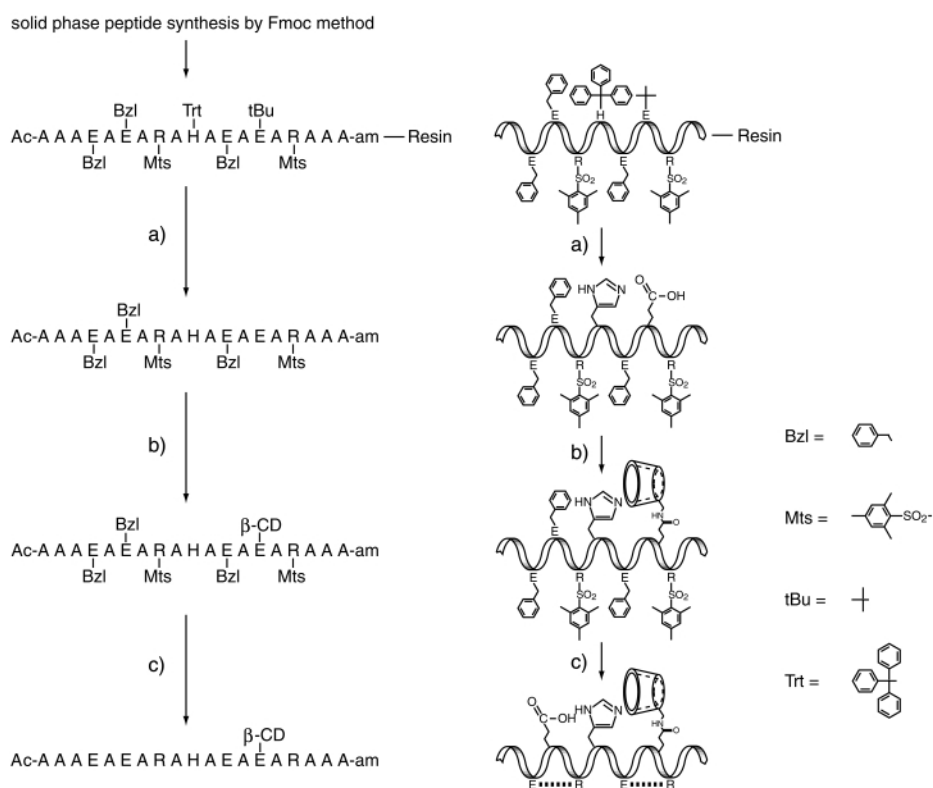 solid phase peptide synthesis by Fmoc method
Bzl Trt tBu
Ac-A A A E A E A R A H A E A E A R A A A-am — Resin
Bzl Mts Bzl Mts
a)
Bzl
Ac-A A A E A E A R A H A E A E A R A A A-am
Bzl Mts Bzl Mts
b)
Bzl β-CD
Ac-A A A E A E A R A H A E A E A R A A A-am
Bzl Mts Bzl Mts
c)
β-CD
Ac-A A A E A E A R A H A E A E A R A A A-am
E H E
Resin
E R E R
SO2 SO2
a)
O
HN N C-OH
E
E R E R
SO2 SO2
b)
HN N NH O
E
E R E R
SO2 SO2
c)
O
C-OH HN N NH O
E R E R
Bzl =
Mts = SO2-
tBu =
Trt =